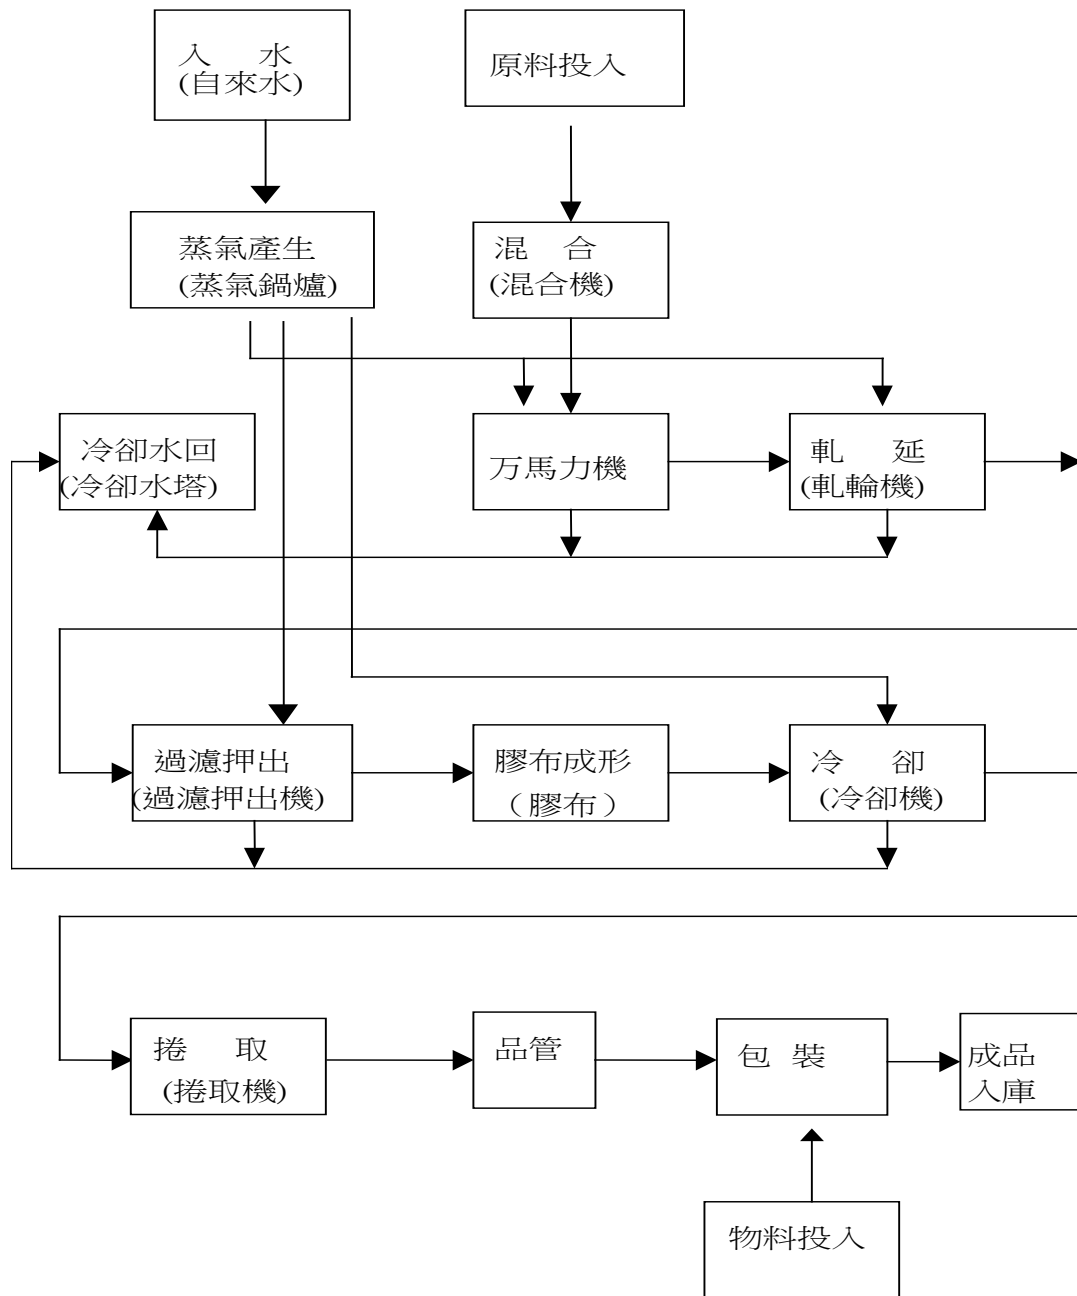 入 水
(自來水)
原料投入
蒸氣產生
(蒸氣鍋爐)
混 合
(混合機)
冷卻水回
(冷卻水塔)
万馬力機
軋 延
(軋輪機)
過濾押出
(過濾押出機)
膠布成形
（膠布）
冷 卻
(冷卻機)
捲 取
(捲取機)
品管
包 裝
成品
入庫
物料投入